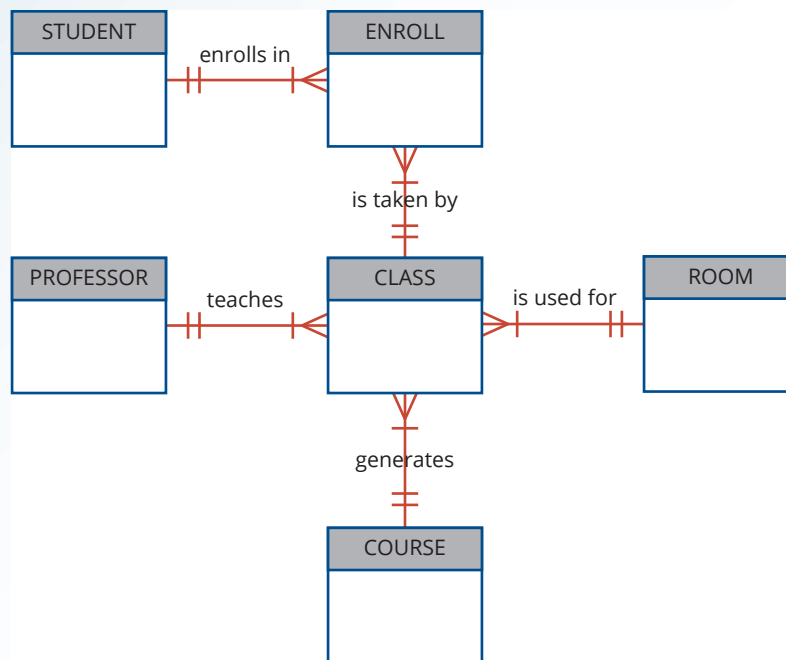 STUDENT
enrolls in
ENROLL
is taken by
PROFESSOR
teaches
CLASS
is used for
ROOM
generates
COURSE